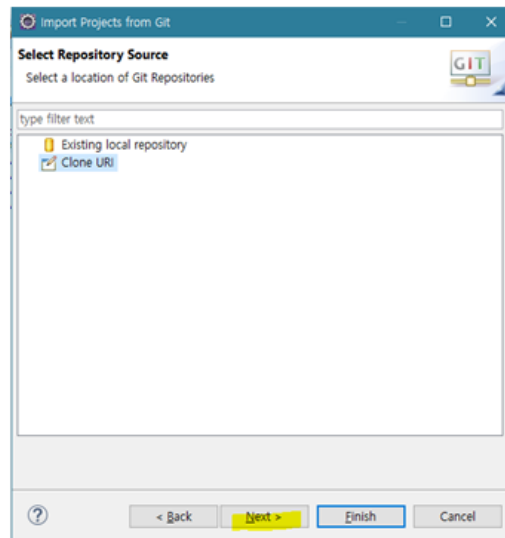 Import Projects from Git
Select Repository Source
Select a location of Git Repositories
GIT
type filter text
Existing local repository
Clone URI
? < Back Next > Finish Cancel